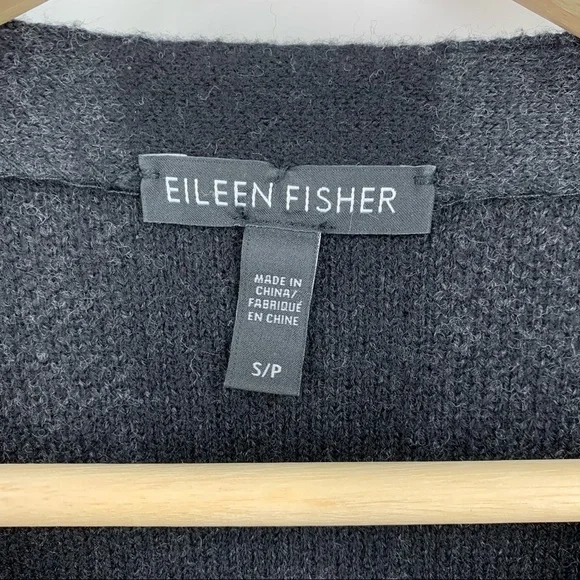 EILEEN FISHER
MADE IN
CHINA/
FABRIQUÉ
EN CHINE
S/P